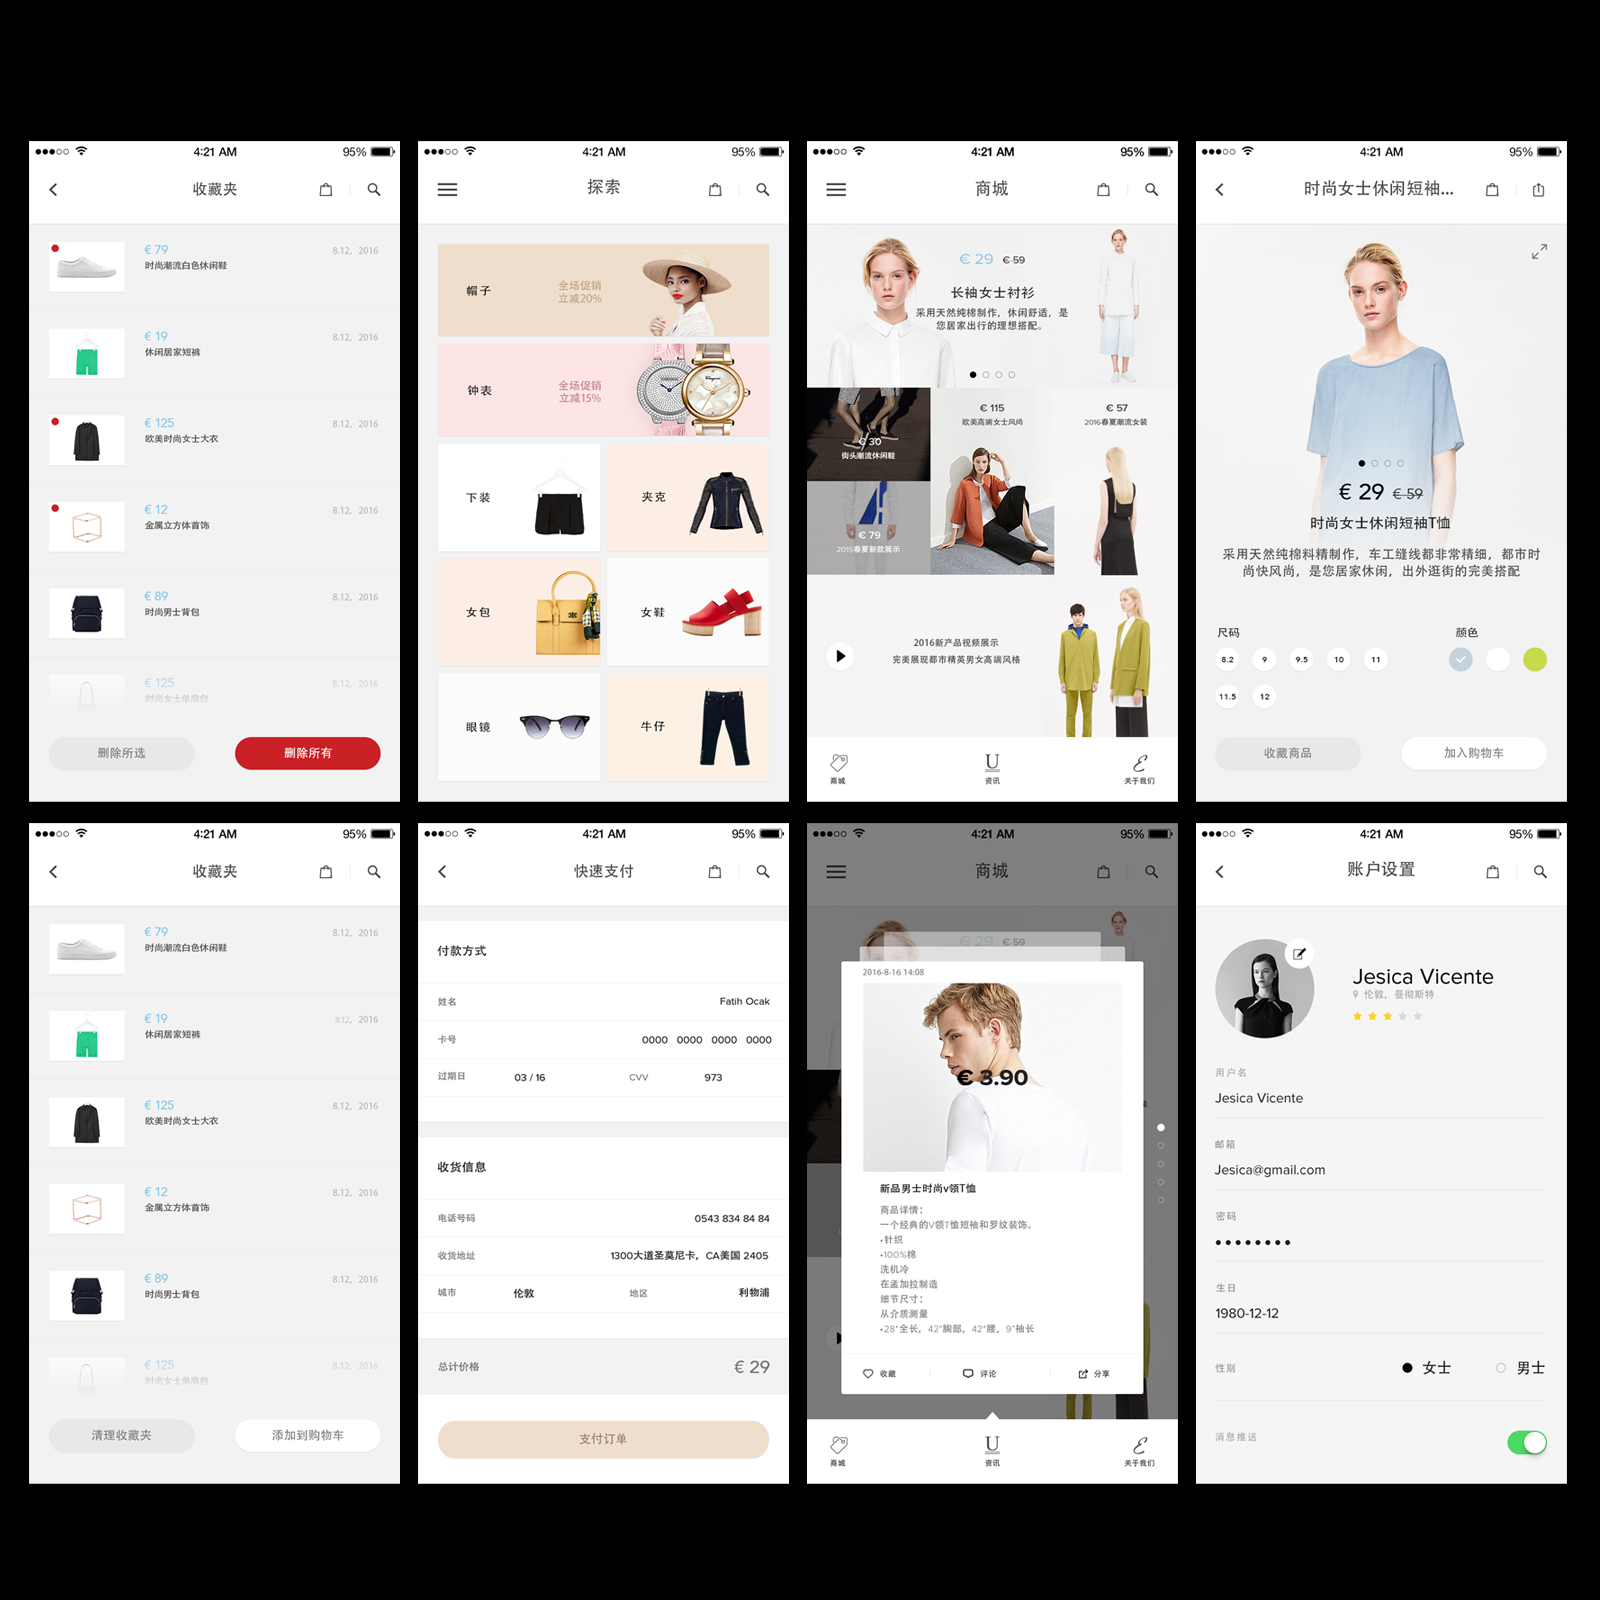 4:21 AM
95%
收藏夹
€ 79
时尚潮流白色休闲鞋
8.12, 2016
€ 19
休闲居家短裤
8.12, 2016
€ 125
欧美时尚女士大衣
8.12, 2016
€ 12
金属立方体首饰
8.12, 2016
€ 89
时尚男士背包
8.12, 2016
€ 125
时尚女士单肩包
8.12, 2016
删除所选
删除所有
4:21 AM
95%
探索
帽子
全场促销
立减20%
钟表
全场促销
立减15%
下装
夹克
女包
女鞋
眼镜
牛仔
4:21 AM
95%
商城
€ 29 € 59
长袖女士衬衫
采用天然纯棉制作，休闲舒适，是
您居家出行的理想搭配。
€ 30
街头潮流休闲鞋
€ 115
欧美高端女士风尚
€ 57
2016春夏潮流女装
€ 79
2015春夏新款展示
2016新产品视频展示
完美展现都市精英男女高端风格
商城
U
资讯
关于我们
4:21 AM
95%
时尚女士休闲短袖...
€ 29 € 59
时尚女士休闲短袖T恤
采用天然纯棉料精制作，车工缝线都非常精细，都市时
尚快风尚，是您居家休闲，出外逛街的完美搭配
尺码
颜色
8.2 9 9.5 10 11
11.5 12
收藏商品
加入购物车
4:21 AM
95%
收藏夹
€ 79
时尚潮流白色休闲鞋
8.12, 2016
€ 19
休闲居家短裤
8.12, 2016
€ 125
欧美时尚女士大衣
8.12, 2016
€ 12
金属立方体首饰
8.12, 2016
€ 89
时尚男士背包
8.12, 2016
€ 125
时尚女士单肩包
8.12, 2016
清理收藏夹
添加到购物车
4:21 AM
95%
快速支付
付款方式
姓名
Fatih Ocak
卡号
0000 0000 0000 0000
过期日
03 / 16
CVV
973
收货信息
电话号码
0543 834 84 84
收货地址
1300大道圣莫尼卡，CA美国 2405
城市
伦敦
地区
利物浦
总计价格
€ 29
支付订单
4:21 AM
95%
商城
€ 29 € 59
2016-8-16 14:08
€ 3.90
新品男士时尚v领T恤
商品详情：
一个经典的V领T恤短袖和罗纹装饰。
•针织
•100%棉
洗机冷
在孟加拉制造
细节尺寸：
从介质测量
•28"全长，42"胸部，42"腰，9"袖长
收藏
评论
分享
商城
U
资讯
关于我们
4:21 AM
95%
账户设置
Jesica Vicente
伦敦，曼彻斯特
用户名
Jesica Vicente
邮箱
Jesica@gmail.com
密码
生日
1980-12-12
性别
女士
男士
消息推送